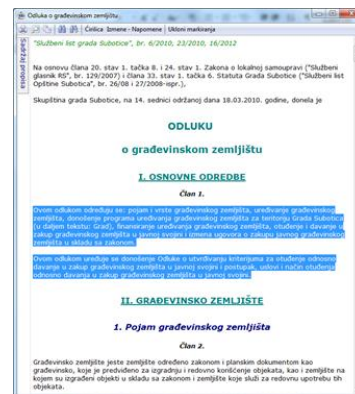 Odluka o građevinskom zemljištu
Ćirilica Izmene - Napomene | Ukloni markiranja
Sadržaj propisa
"Službeni list grada Subotice", br. 6/2010, 23/2010, 16/2012
Na osnovu člana 20. stav 1. tačka 8. i 24. stav 1. Zakona o lokalnoj samoupravi ("Službeni
glasnik RS", br. 129/2007) i člana 33. stav 1. tačka 6. Statuta Grada Subotice ("Službeni list
Opštine Subotica", br. 26/08 i 27/2008-ispr.),
Skupština grada Subotice, na 14. sednici održanoj dana 18.03.2010. godine, donela je
ODLUKU
o građevinskom zemljištu
I. OSNOVNE ODREDBE
Član 1.
Ovom odlukom određuju se: pojam i vrste građevinskog zemljišta, uređivanje građevinskog
zemljišta, donošenje programa uređivanja građevinskog zemljišta za teritoriju Grada Subotica
(u daljem tekstu: Grad), finansiranje uređivanja građevinskog zemljišta, otuđenje i davanje u
zakup građevinskog zemljišta u javnoj svojini i izmena ugovora o zakupu javnog građevinskog
zemljišta u skladu sa zakonom.
Ovom odlukom uređuje se donošenje Odluke o utvrđivanju kriterijuma za otuđenje odnosno
davanja u zakup građevinskog zemljišta u javnoj svojini i postupak, uslovi i način otuđenja
odnosno davanja u zakup građevinskog zemljišta u javnoj svojini.
II. GRAĐEVINSKO ZEMLJIŠTE
1. Pojam građevinskog zemljišta
Član 2.
Građevinsko zemljište jeste zemljište određeno zakonom i planskim dokumentom kao
građevinsko, koje je predviđeno za izgradnju i redovno korišćenje objekata, kao i zemljište na
kojem su izgrađeni objekti u skladu sa zakonom i zemljište koje služi za redovnu upotrebu tih
objekata.